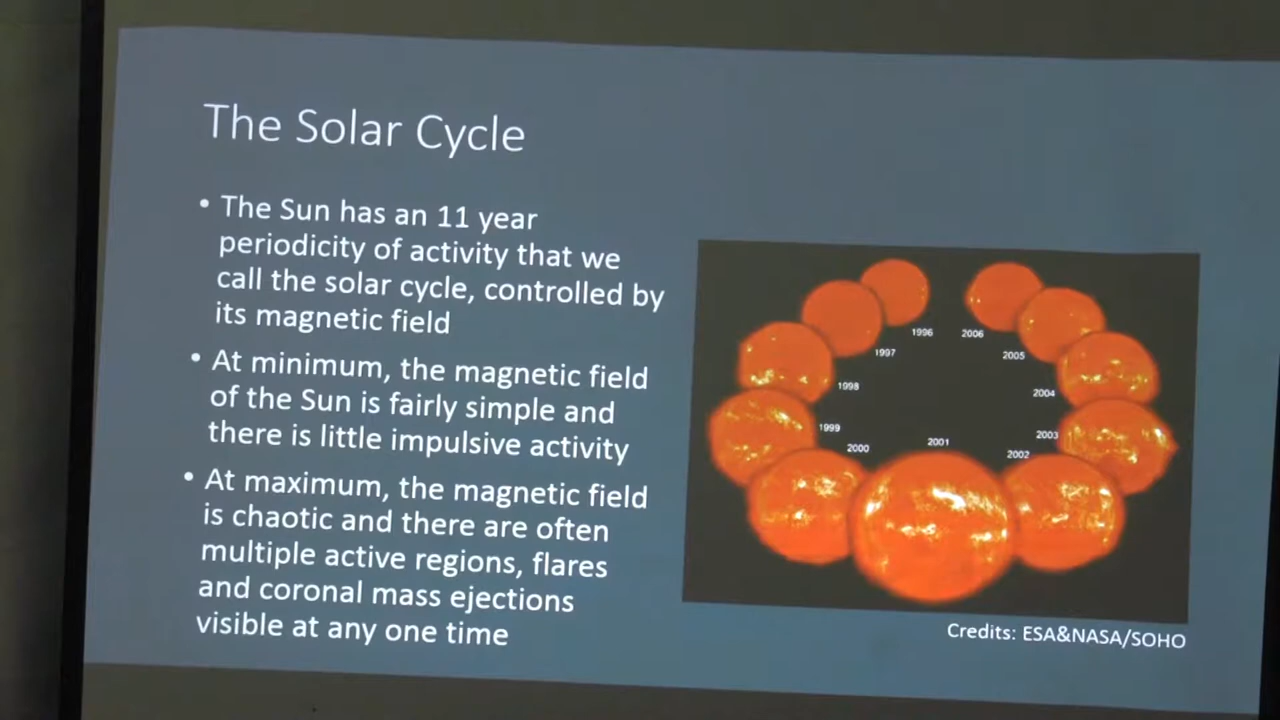 The Solar Cycle
• The Sun has an 11 year
periodicity of activity that we
call the solar cycle, controlled by
its magnetic field
• At minimum, the magnetic field
of the Sun is fairly simple and
there is little impulsive activity
• At maximum, the magnetic field
is chaotic and there are often
multiple active regions, flares
and coronal mass ejections
visible at any one time
1996
2006
1997
2005
1998
2004
1999
2003
2000
2001
2002
Credits: ESA&NASA/SOHO